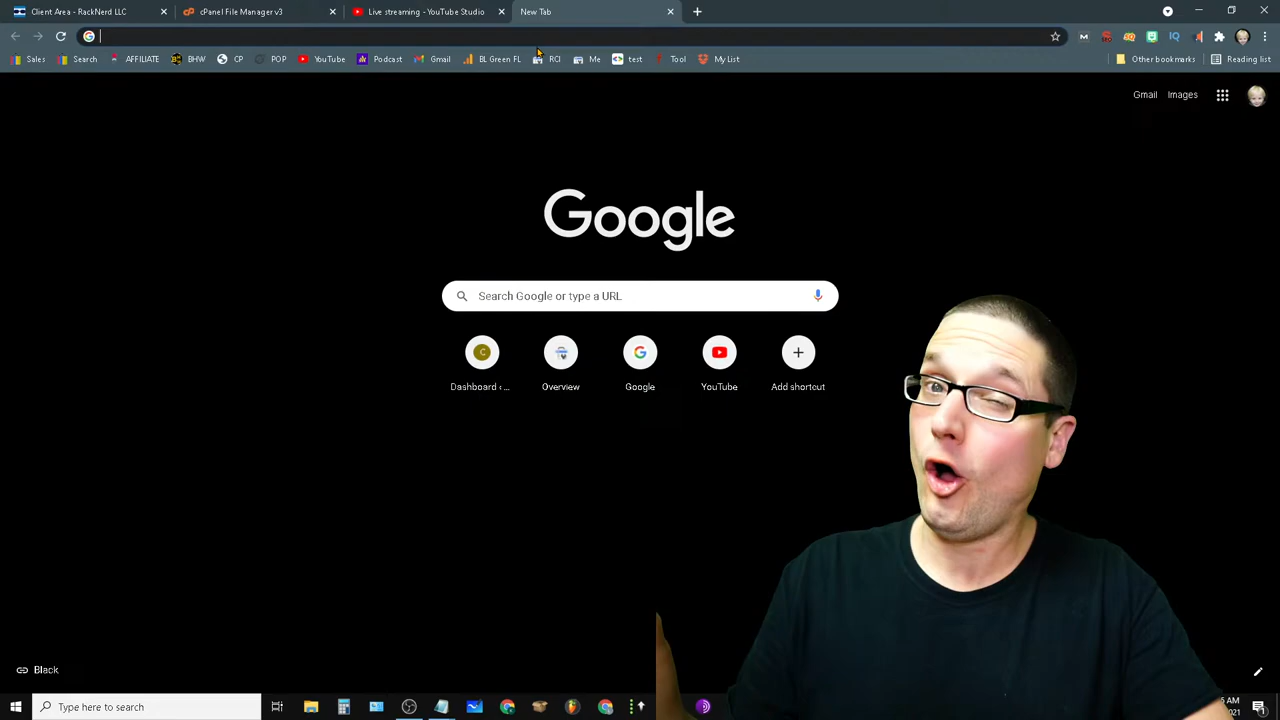 Client Area - RackNerd LLC
cPanel File Manager v3
Live streaming - YouTube Studio
New Tab
Sales
Search
AFFILIATE
BHW
CP
POP
YouTube
Podcast
Gmail
BL Green FL
RCI
Me
test
Tool
My List
Other bookmarks
Reading list
Gmail
Images
Google
Search Google or type a URL
Dashboard ‹ ...
Overview
Google
YouTube
Add shortcut
Black
Type here to search